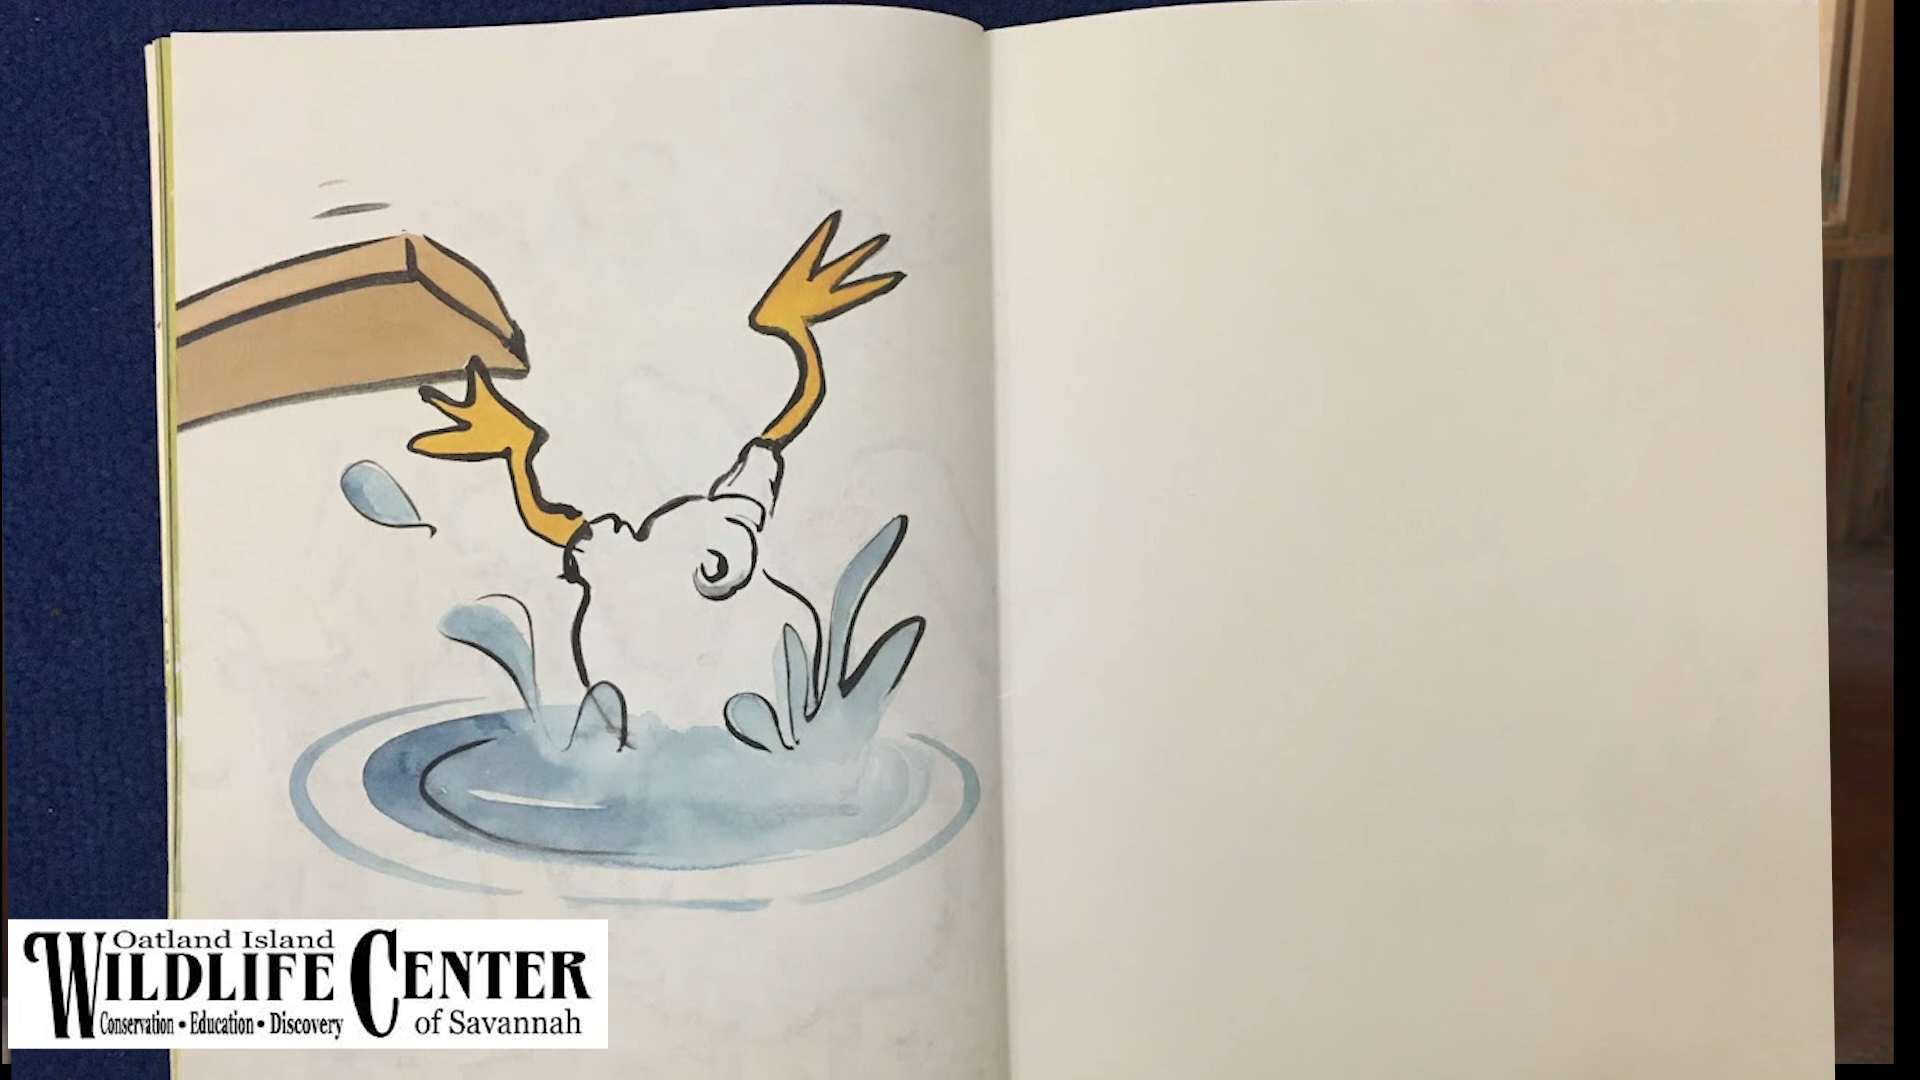 Oatland Island
WILDLIFE CENTER
Conservation • Education • Discovery
of Savannah